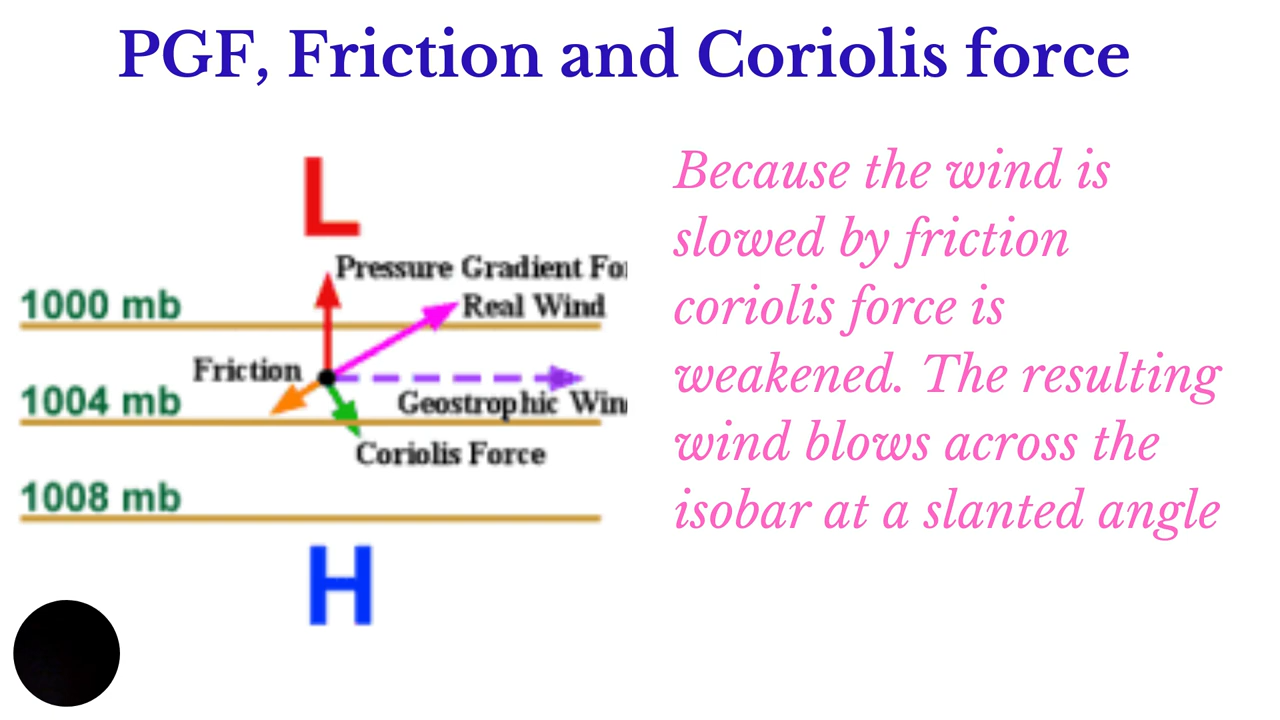 PGF, Friction and Coriolis force
L
Pressure Gradient Fo
Real Wind
1000 mb
Friction
1004 mb
Geostrophic Win
Coriolis Force
1008 mb
H
Because the wind is
slowed by friction
coriolis force is
weakened. The resulting
wind blows across the
isobar at a slanted angle